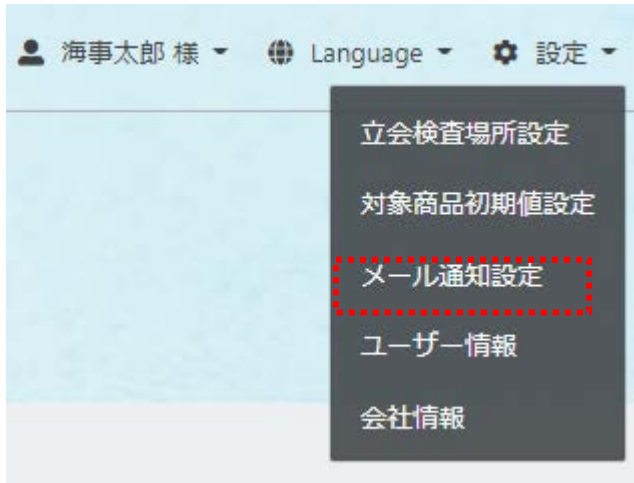 海事太郎 様 Language 設定
立会検査場所設定
対象商品初期値設定
メール通知設定
ユーザー情報
会社情報